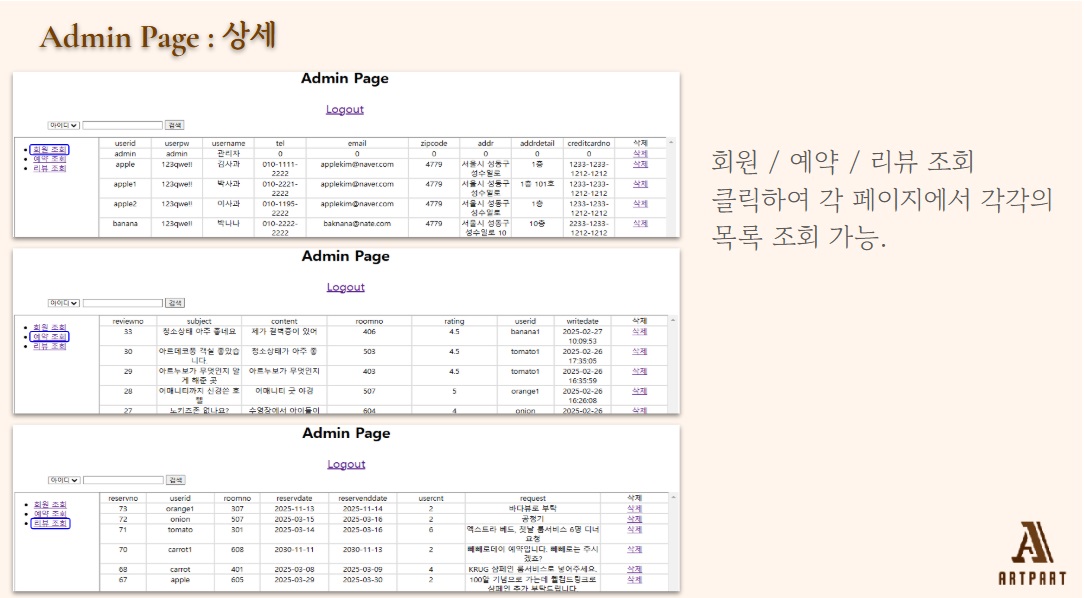 Admin Page : 상세
Admin Page
Logout
아이디 검색
회원 조회
예약 조회
리뷰 조회
userid userpw username tel email zipcode addr addrdetail creditcardno 삭제
admin admin 관리자 0 0 0 0 0 0 삭제
apple 123qwe!! 김사과 010-1111- applekim@naver.com 4779 서울시 성동구 1층 1233-1233- 삭제
2222 성수일로 1212-1212
apple1 123qwe!! 박사과 010-2221- applekim@naver.com 4779 서울시 성동구 1층 101호 1233-1233- 삭제
2222 성수일로 1212-1212
apple2 123qwe!! 이사과 010-1195- applekim@naver.com 4779 서울시 성동구 1층 1233-1233- 삭제
2222 성수일로 1212-1212
banana 123qwe!! 박나나 010-2222- baknana@nate.com 4779 서울시 성동구 10층 2233-1233- 삭제
2222 성수일로 10 1212-1212
회원 / 예약 / 리뷰 조회
클릭하여 각 페이지에서 각각의
목록 조회 가능.
Admin Page
Logout
아이디 검색
회원 조회
예약 조회
리뷰 조회
reviewno subject content roomno rating userid writedate 삭제
33 청소상태 아주 좋네요 제가 결벽증이 있어 406 4.5 banana1 2025-02-27 삭제
10:09:53
30 아르데코풍 객실 좋았습 청소상태가 아주 좋 503 4.5 tomato1 2025-02-26 삭제
니다. 17:35:05
29 아르누보가 무엇인지 알 아르누보가 무엇인지 403 4.5 tomato1 2025-02-26 삭제
게 해준 곳 16:35:59
28 어매니티까지 신경쓴 호 어매니티 굿 야경 507 5 orange1 2025-02-26 삭제
텔 16:26:08
27 노키즈존 없나요? 수영장에서 아이들이 604 4 onion 2025-02-26 삭제
Admin Page
Logout
아이디 검색
회원 조회
예약 조회
리뷰 조회
reservno userid roomno reservdate reservenddate usercnt request 삭제
73 orange1 307 2025-11-13 2025-11-14 2 바다뷰로 부탁 삭제
72 onion 507 2025-03-15 2025-03-16 2 공청기 삭제
71 tomato 301 2025-03-14 2025-03-16 6 엑스트라 베드, 첫날 룸서비스 6명 디너 삭제
요청
70 carrot1 608 2030-11-11 2030-11-13 2 빼빼로데이 예약입니다. 빼빼로는 주시 삭제
겠죠?
68 carrot 401 2025-03-08 2025-03-09 4 KRUG 샴페인 룸서비스로 넣어주세요. 삭제
67 apple 605 2025-03-29 2025-03-30 2 100일 기념으로 가는데 웰컴드링크로 삭제
샴페인 추가 부탁드립니다
ARTPART